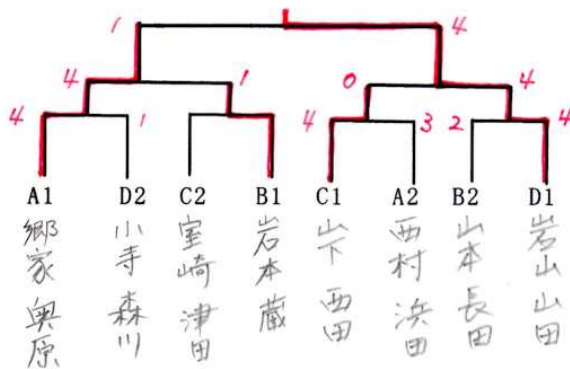 1 4
4 1 0 4
4 1 4 3 2 4
A1 D2 C2 B1 C1 A2 B2 D1
郷家 奥原
小寺 森川
室崎 津田
岩本 蔵
山下 西田
西村 浜田
山本 長田
岩山 山田